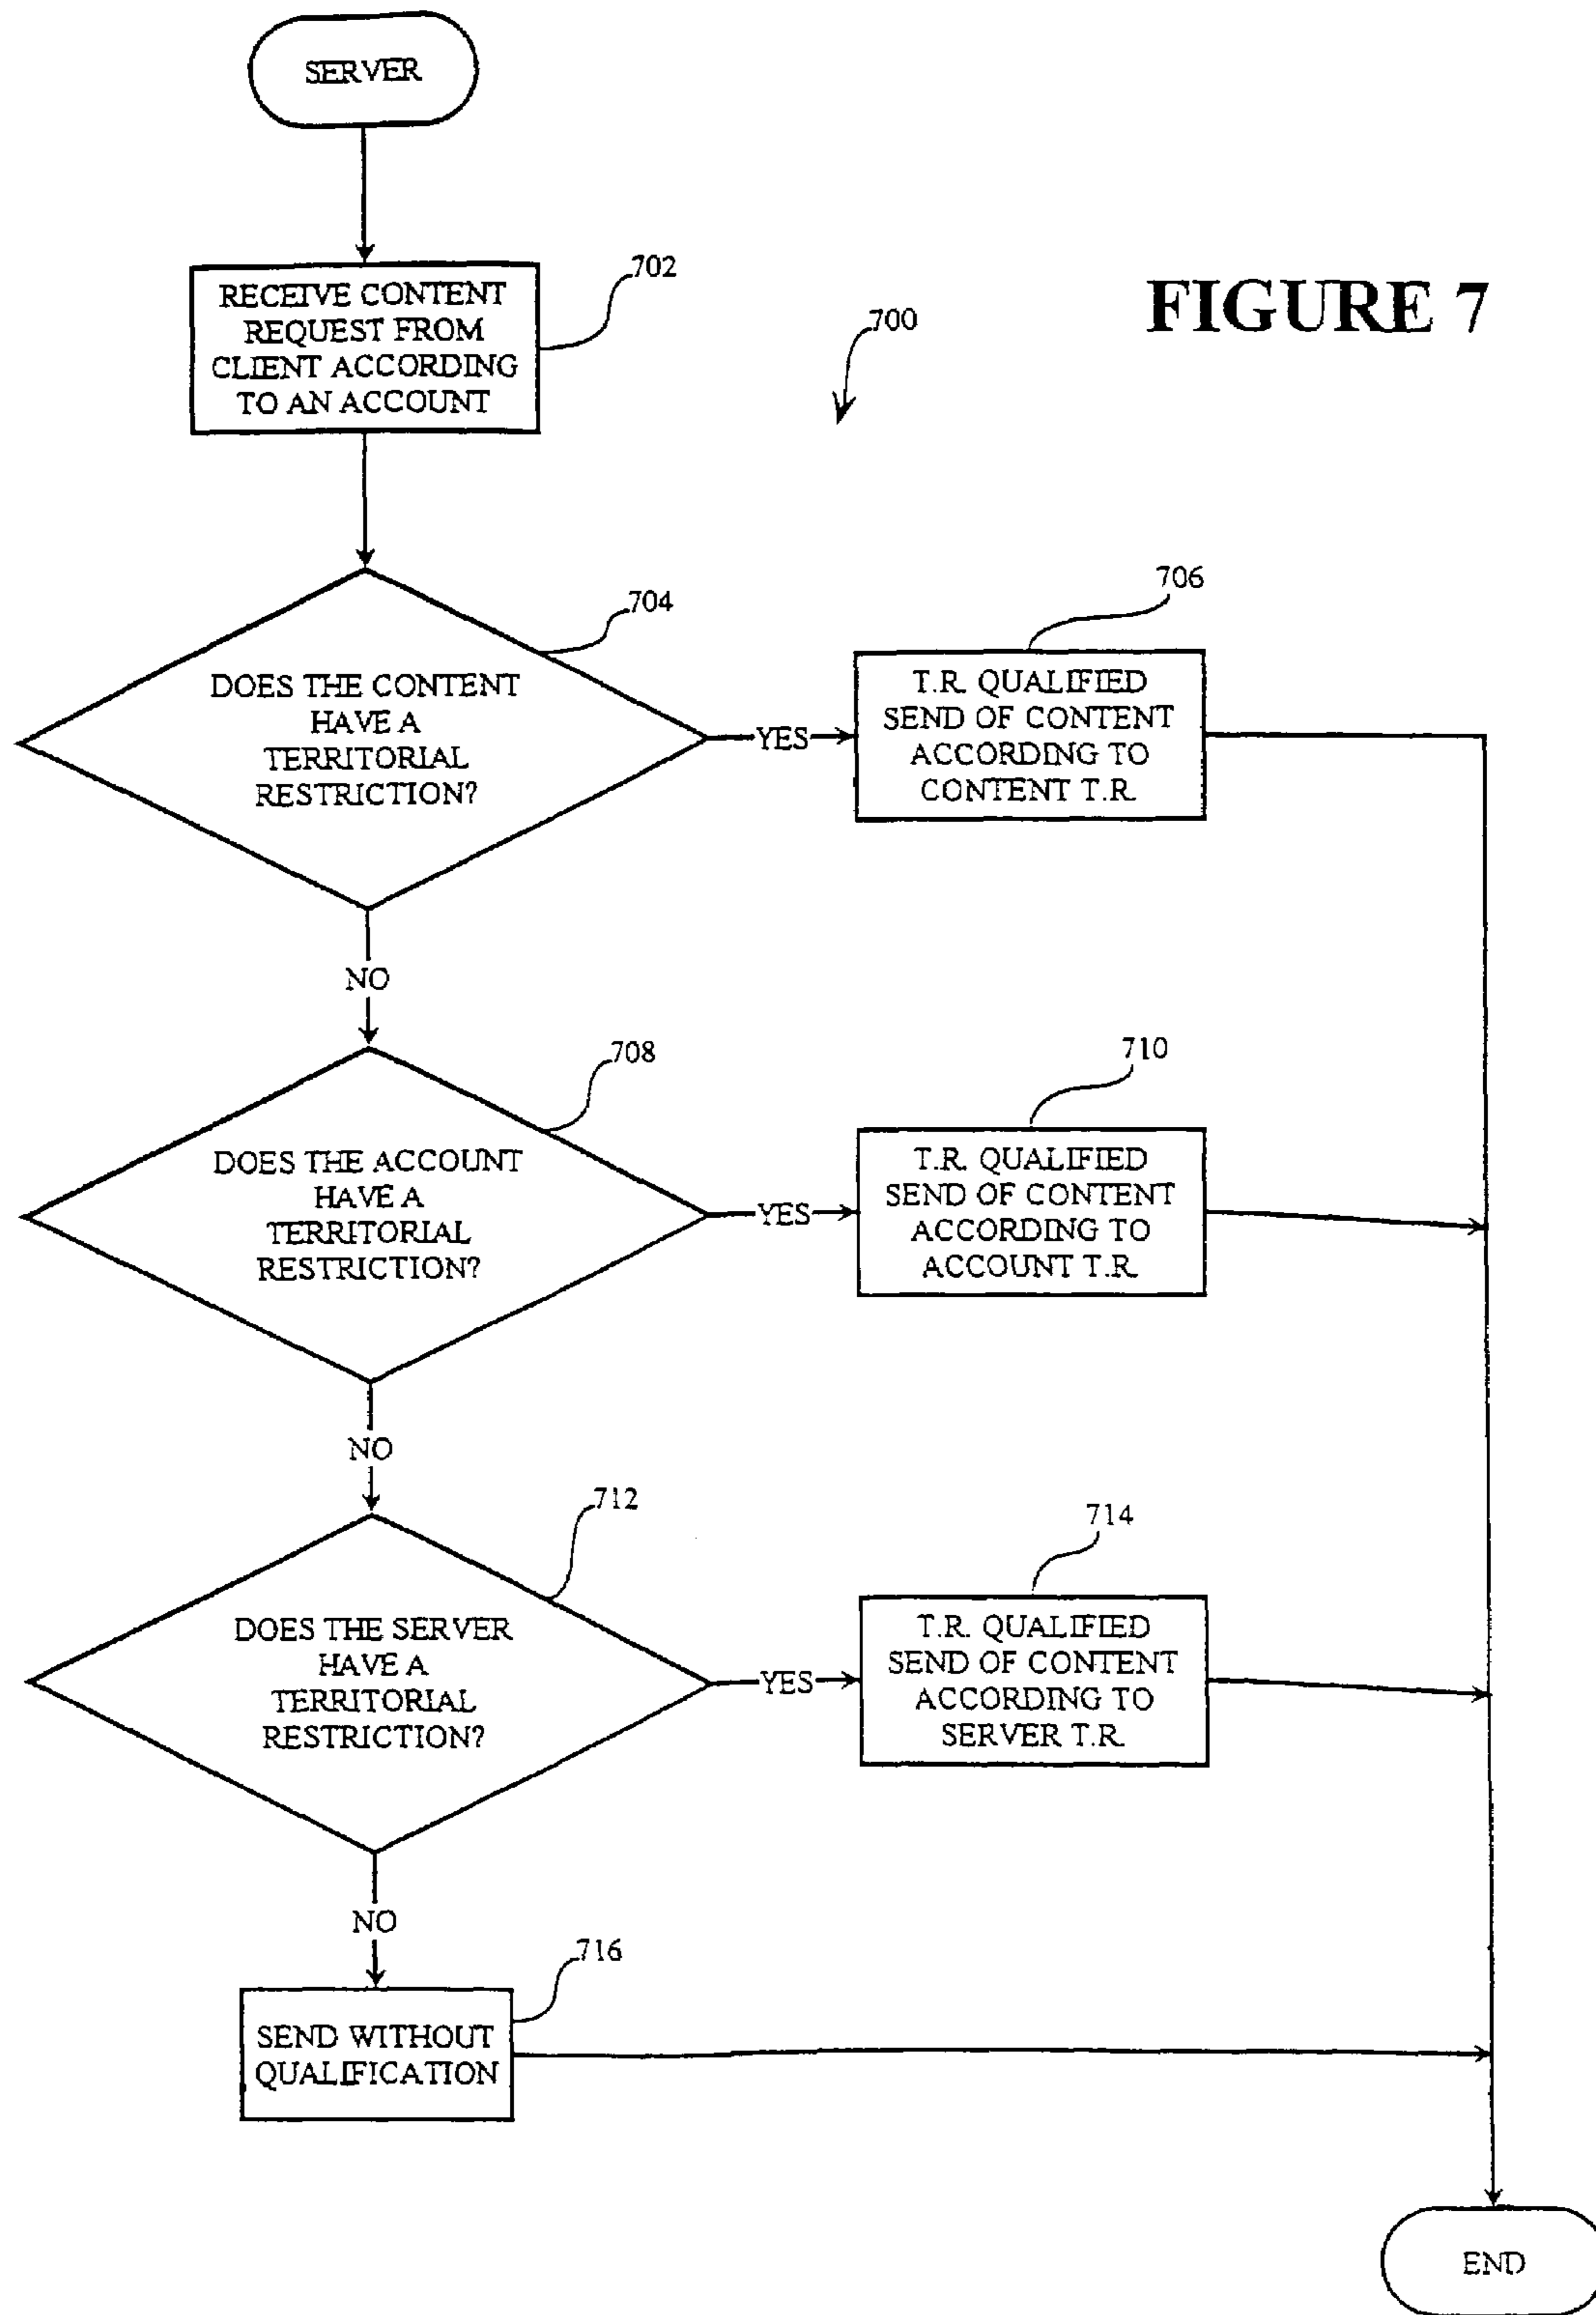 SERVER
702
RECEIVE CONTENT
REQUEST FROM
CLIENT ACCORDING
TO AN ACCOUNT
700
FIGURE 7
704
DOES THE CONTENT
HAVE A
TERRITORIAL
RESTRICTION?
YES
706
T.R. QUALIFIED
SEND OF CONTENT
ACCORDING TO
CONTENT T.R.
NO
708
DOES THE ACCOUNT
HAVE A
TERRITORIAL
RESTRICTION?
YES
710
T.R. QUALIFIED
SEND OF CONTENT
ACCORDING TO
ACCOUNT T.R.
NO
712
DOES THE SERVER
HAVE A
TERRITORIAL
RESTRICTION?
YES
714
T.R. QUALIFIED
SEND OF CONTENT
ACCORDING TO
SERVER T.R.
NO
716
SEND WITHOUT
QUALIFICATION
END